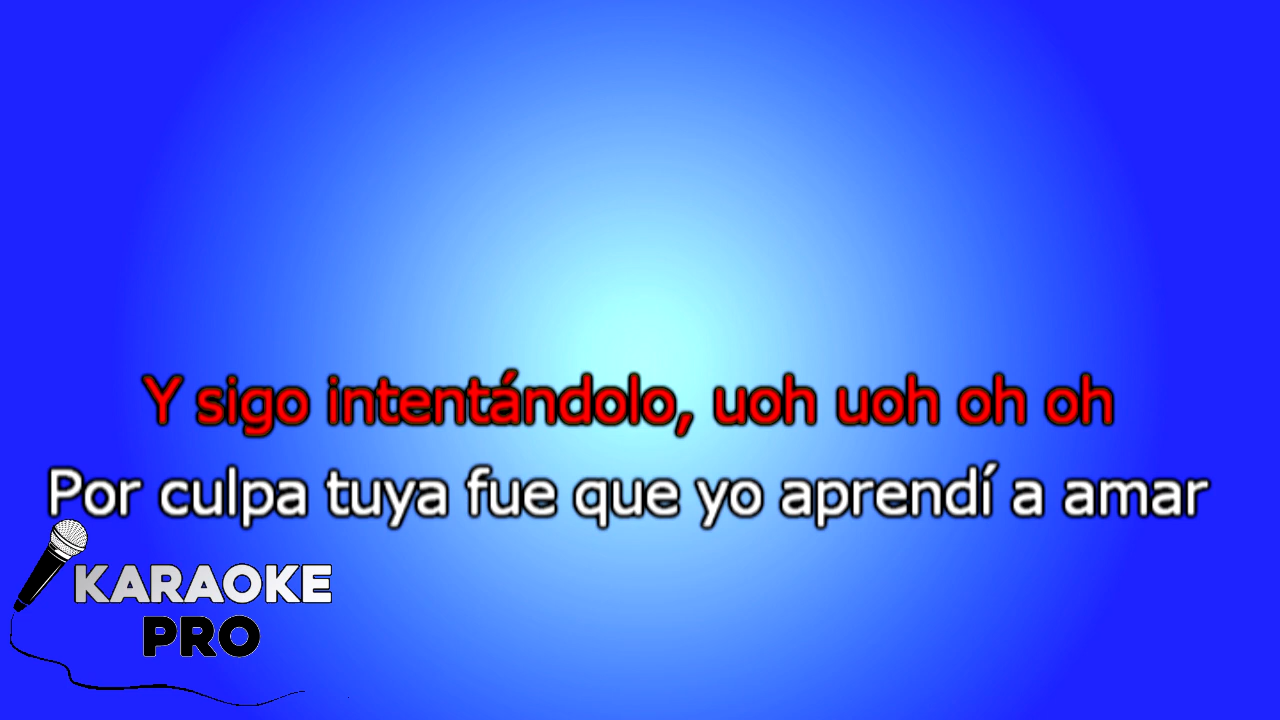 Y sigo intentándolo, uoh uoh oh oh
Por culpa tuya fue que yo aprendí a amar
KARAOKE
PRO